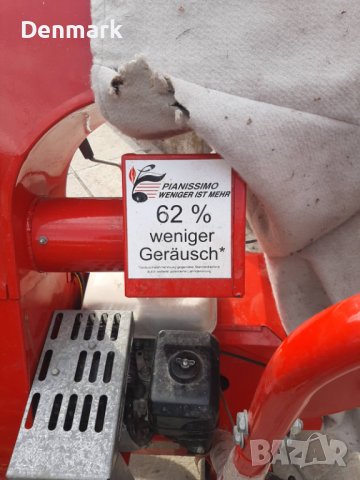 Denmark
PIANISSIMO
WENIGER IST MEHR
62 %
weniger
Geräusch*
BAZAR